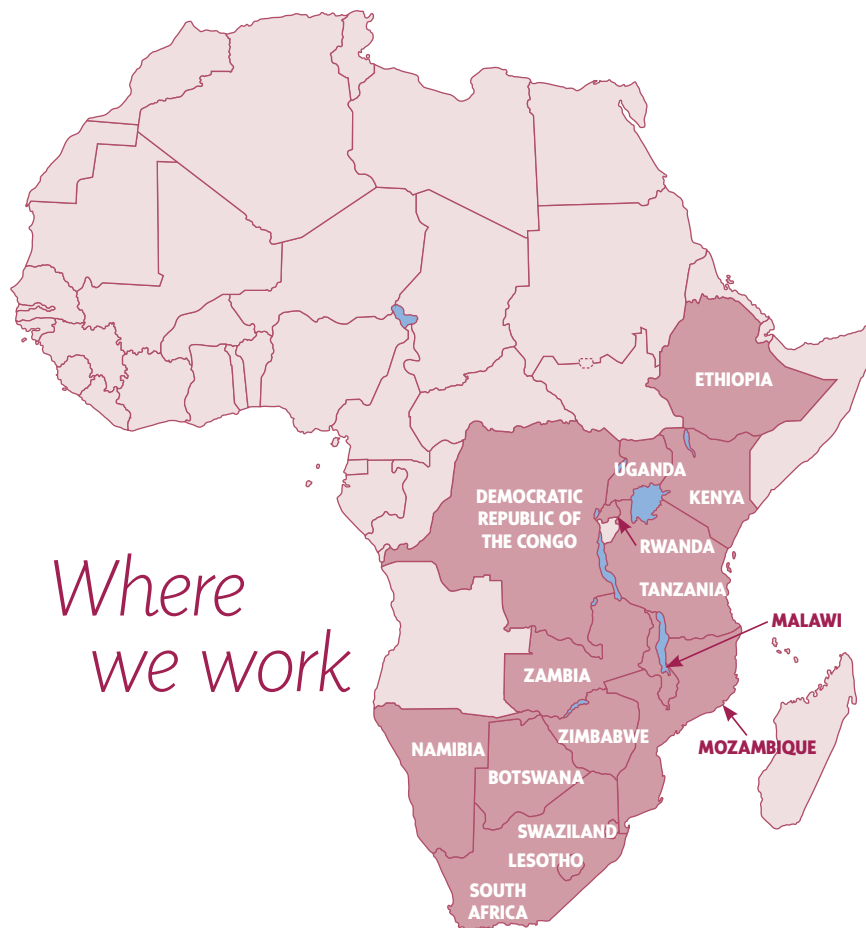 ETHIOPIA
UGANDA
KENYA
DEMOCRATIC
REPUBLIC OF
THE CONGO
RWANDA
TANZANIA
Where
we work
MALAWI
ZAMBIA
MOZAMBIQUE
ZIMBABWE
NAMIBIA
BOTSWANA
SWAZILAND
LESOTHO
SOUTH
AFRICA